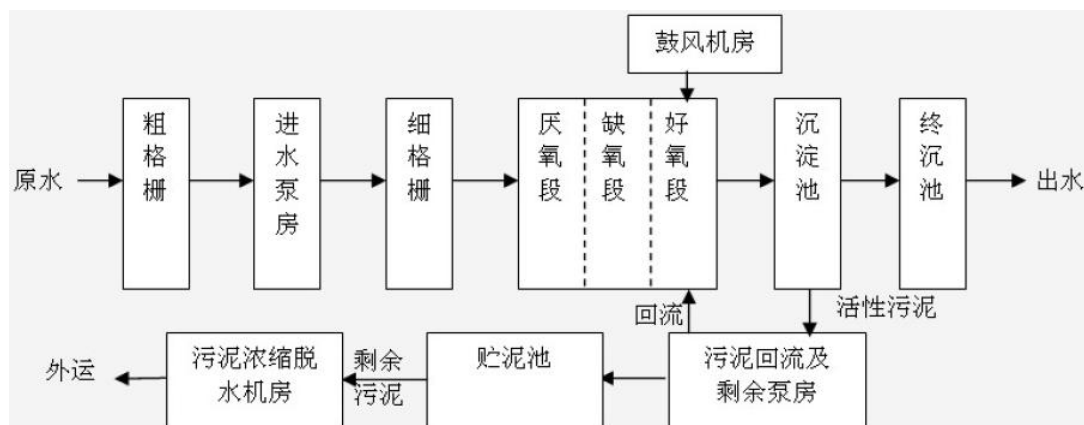 鼓风机房
原水
粗格栅
进水泵房
细格栅
厌氧段
缺氧段
好氧段
沉淀池
终沉池
出水
回流
活性污泥
外运
污泥浓缩脱
水机房
剩余
污泥
贮泥池
污泥回流及
剩余泵房